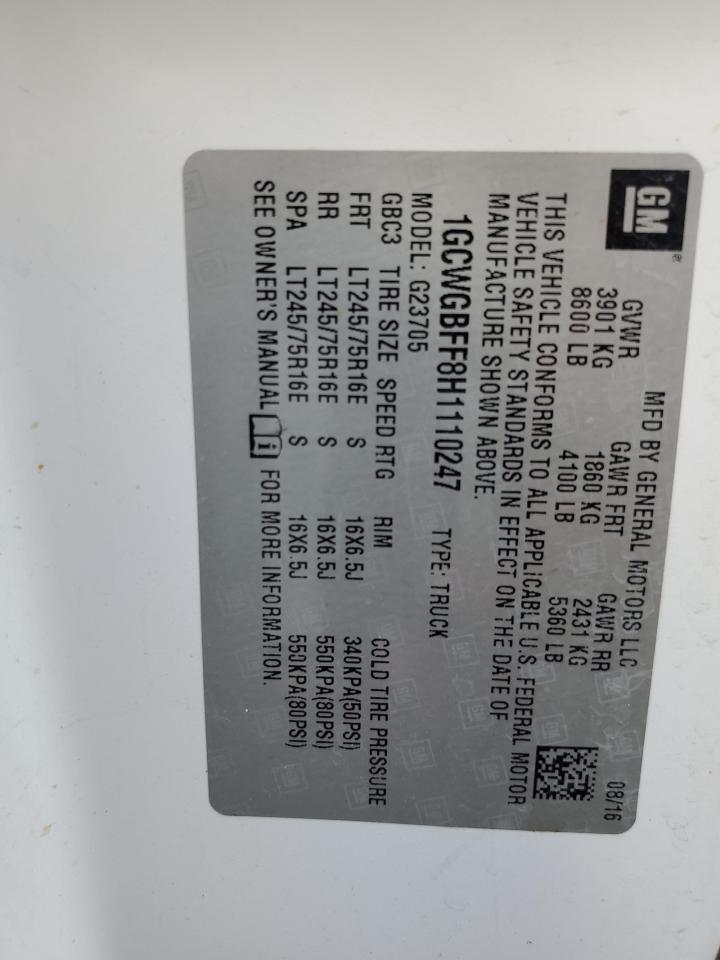 GM®
MFD BY GENERAL MOTORS LLC 08/16
GVWR GAWR FRT GAWR RR
3901 KG 1860 KG 2431 KG
8600 LB 4100 LB 5360 LB
THIS VEHICLE CONFORMS TO ALL APPLICABLE U.S. FEDERAL MOTOR
VEHICLE SAFETY STANDARDS IN EFFECT ON THE DATE OF
MANUFACTURE SHOWN ABOVE.
1GCWGBFF8H1110247 TYPE: TRUCK
MODEL: G23705
GBC3 TIRE SIZE SPEED RTG RIM COLD TIRE PRESSURE
FRT LT245/75R16E S 16X6.5J 340KPA(50PSI)
RR LT245/75R16E S 16X6.5J 550KPA(80PSI)
SPA LT245/75R16E S 16X6.5J 550KPA(80PSI)
SEE OWNER'S MANUAL i FOR MORE INFORMATION.